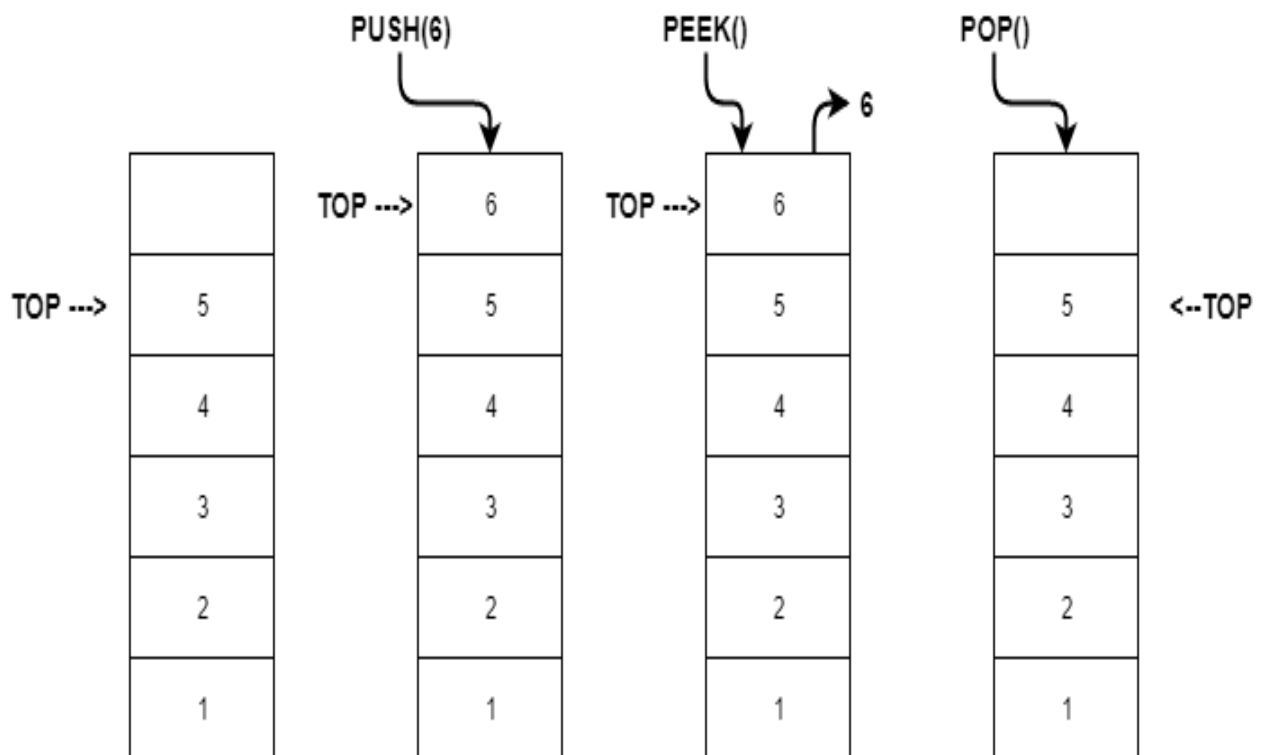 PUSH(6) PEEK() POP()
6
TOP ---> 6 TOP ---> 6
TOP ---> 5 5 5 5 <--TOP
4 4 4 4
3 3 3 3
2 2 2 2
1 1 1 1